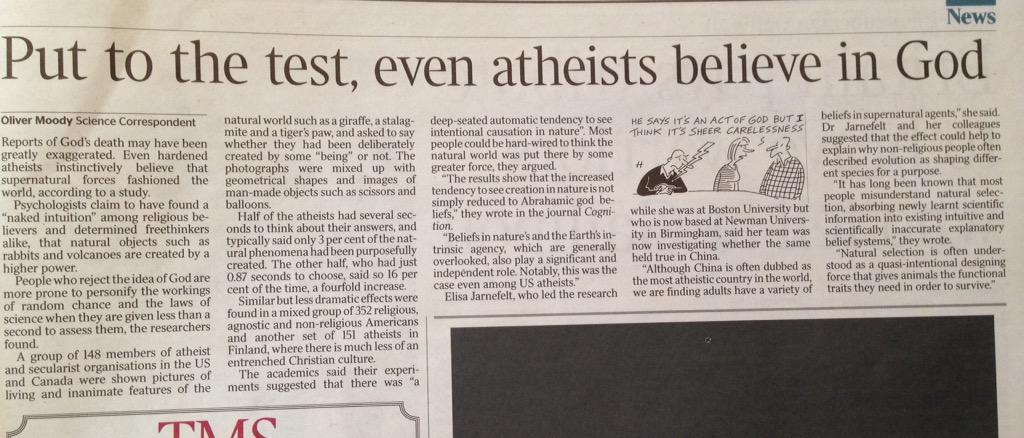 News
Put to the test, even atheists believe in God
Oliver Moody Science Correspondent
Reports of God's death may have been
greatly exaggerated. Even hardened
atheists instinctively believe that
supernatural forces fashioned the
world, according to a study.
Psychologists claim to have found a
"naked intuition" among religious be-
lievers and determined freethinkers
alike, that natural objects such as
rabbits and volcanoes are created by a
higher power.
People who reject the idea of God are
more prone to personify the workings
of random chance and the laws of
science when they are given less than a
second to assess them, the researchers
found.
A group of 148 members of atheist
and secularist organisations in the US
and Canada were shown pictures of
living and inanimate features of the
natural world such as a giraffe, a stalag-
mite and a tiger's paw, and asked to say
whether they had been deliberately
created by some "being" or not. The
photographs were mixed up with
geometrical shapes and images of
man-made objects such as scissors and
balloons.
Half of the atheists had several sec-
onds to think about their answers, and
typically said only 3 per cent of the nat-
ural phenomena had been purposefully
created. The other half, who had just
0.87 seconds to choose, said so 16 per
cent of the time, a fourfold increase.
Similar but less dramatic effects were
found in a mixed group of 352 religious,
agnostic and non-religious Americans
and another set of 151 atheists in
Finland, where there is much less of an
entrenched Christian culture.
The academics said their experi-
ments suggested that there was "a
deep-seated automatic tendency to see
intentional causation in nature". Most
people could be hard-wired to think the
natural world was put there by some
greater force, they argued.
"The results show that the increased
tendency to see creation in nature is not
simply reduced to Abrahamic god be-
liefs," they wrote in the journal Cogni-
tion.
"Beliefs in nature's and the Earth's in-
trinsic agency, which are generally
overlooked, also play a significant and
independent role. Notably, this was the
case even among US atheists."
Elisa Jarnefelt, who led the research
HE SAYS IT'S AN ACT OF GOD BUT I
THINK IT'S SHEER CARELESSNESS
while she was at Boston University but
who is now based at Newman Univer-
sity in Birmingham, said her team was
now investigating whether the same
held true in China.
"Although China is often dubbed as
the most atheistic country in the world,
we are finding adults have a variety of
beliefs in supernatural agents," she said.
Dr Jarnefelt and her colleagues
suggested that the effect could help to
explain why non-religious people often
described evolution as shaping differ-
ent species for a purpose.
"It has long been known that most
people misunderstand natural selec-
tion, absorbing newly learnt scientific
information into existing intuitive and
scientifically inaccurate explanatory
belief systems," they wrote.
"Natural selection is often under-
stood as a quasi-intentional designing
force that gives animals the functional
traits they need in order to survive."
TMS